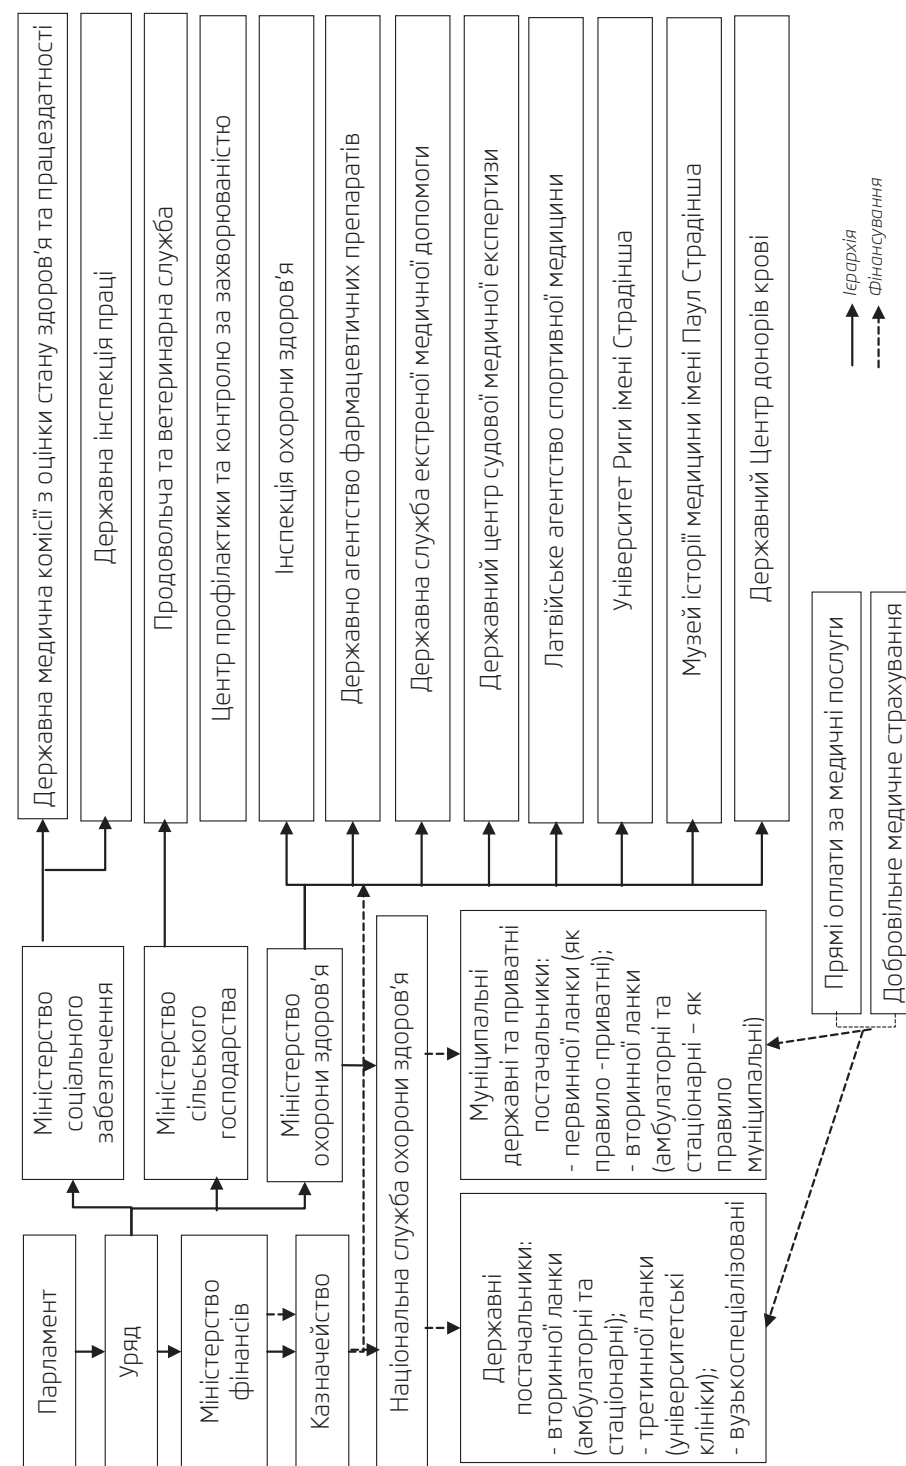 Парламент
Уряд
Міністерство
фінансів
Казначейство
Національна служба охорони здоров'я
Державні
постачальники:
- вторинної ланки
(амбулаторні та
стаціонарні);
- третинної ланки
(університетські
клініки);
- вузькоспеціалізовані
Міністерство
соціального
забезпечення
Міністерство
сільського
господарства
Міністерство
охорони здоров'я
Муніципальні
державні та приватні
постачальники:
- первинної ланки (як
правило -приватні);
- вторинної ланки
(амбулаторні та
стаціонарні – як
правило
муніципальні)
Державна медична комісії з оцінки стану здоров'я та працездатності
Державна інспекція праці
Продовольча та ветеринарна служба
Центр профілактики та контролю за захворюваністю
Інспекція охорони здоров'я
Державно агентство фармацевтичних препаратів
Державна служба екстреної медичної допомоги
Державний центр судової медичної експертизи
Латвійське агентство спортивної медицини
Університет Риги імені Страдінша
Музей історії медицини імені Паул Страдінша
Державний Центр донорів крові
Прямі оплати за медичні послуги
Добровільне медичне страхування
Ієрархія
Фінансування